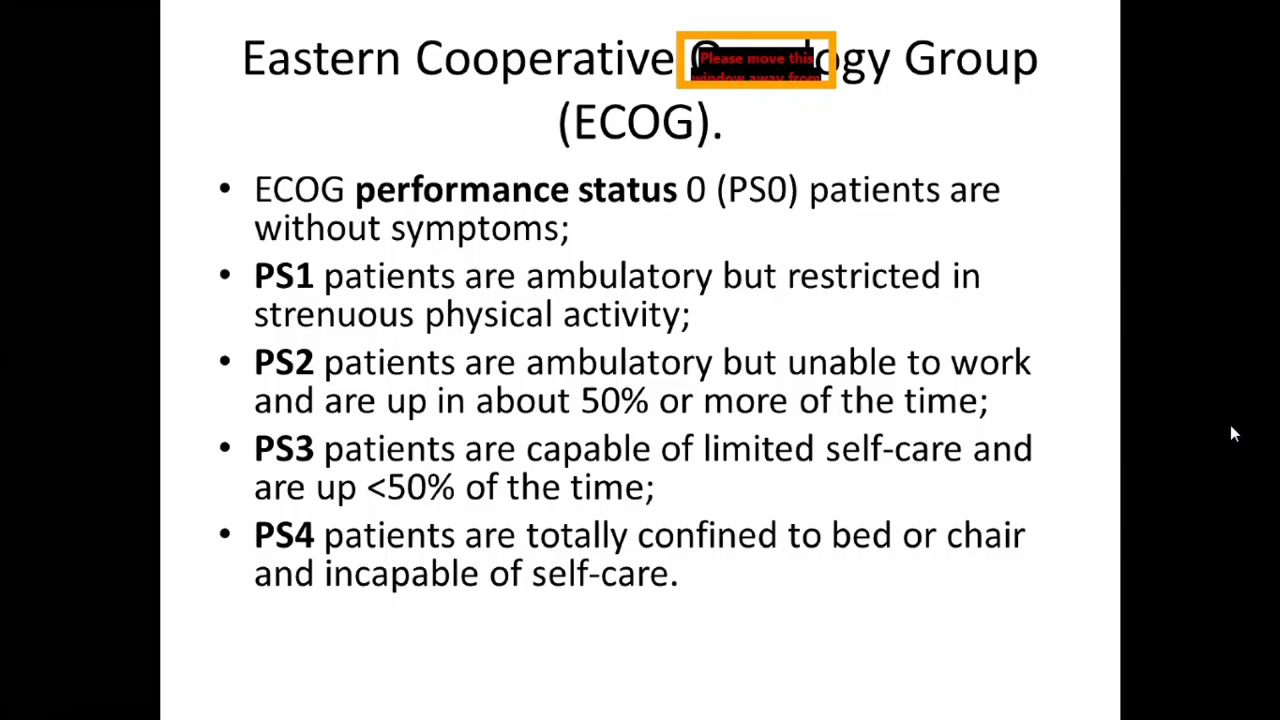 Eastern Cooperative ogy Group
Please move this
window away from
(ECOG).
• ECOG performance status 0 (PS0) patients are
without symptoms;
• PS1 patients are ambulatory but restricted in
strenuous physical activity;
• PS2 patients are ambulatory but unable to work
and are up in about 50% or more of the time;
• PS3 patients are capable of limited self-care and
are up <50% of the time;
• PS4 patients are totally confined to bed or chair
and incapable of self-care.